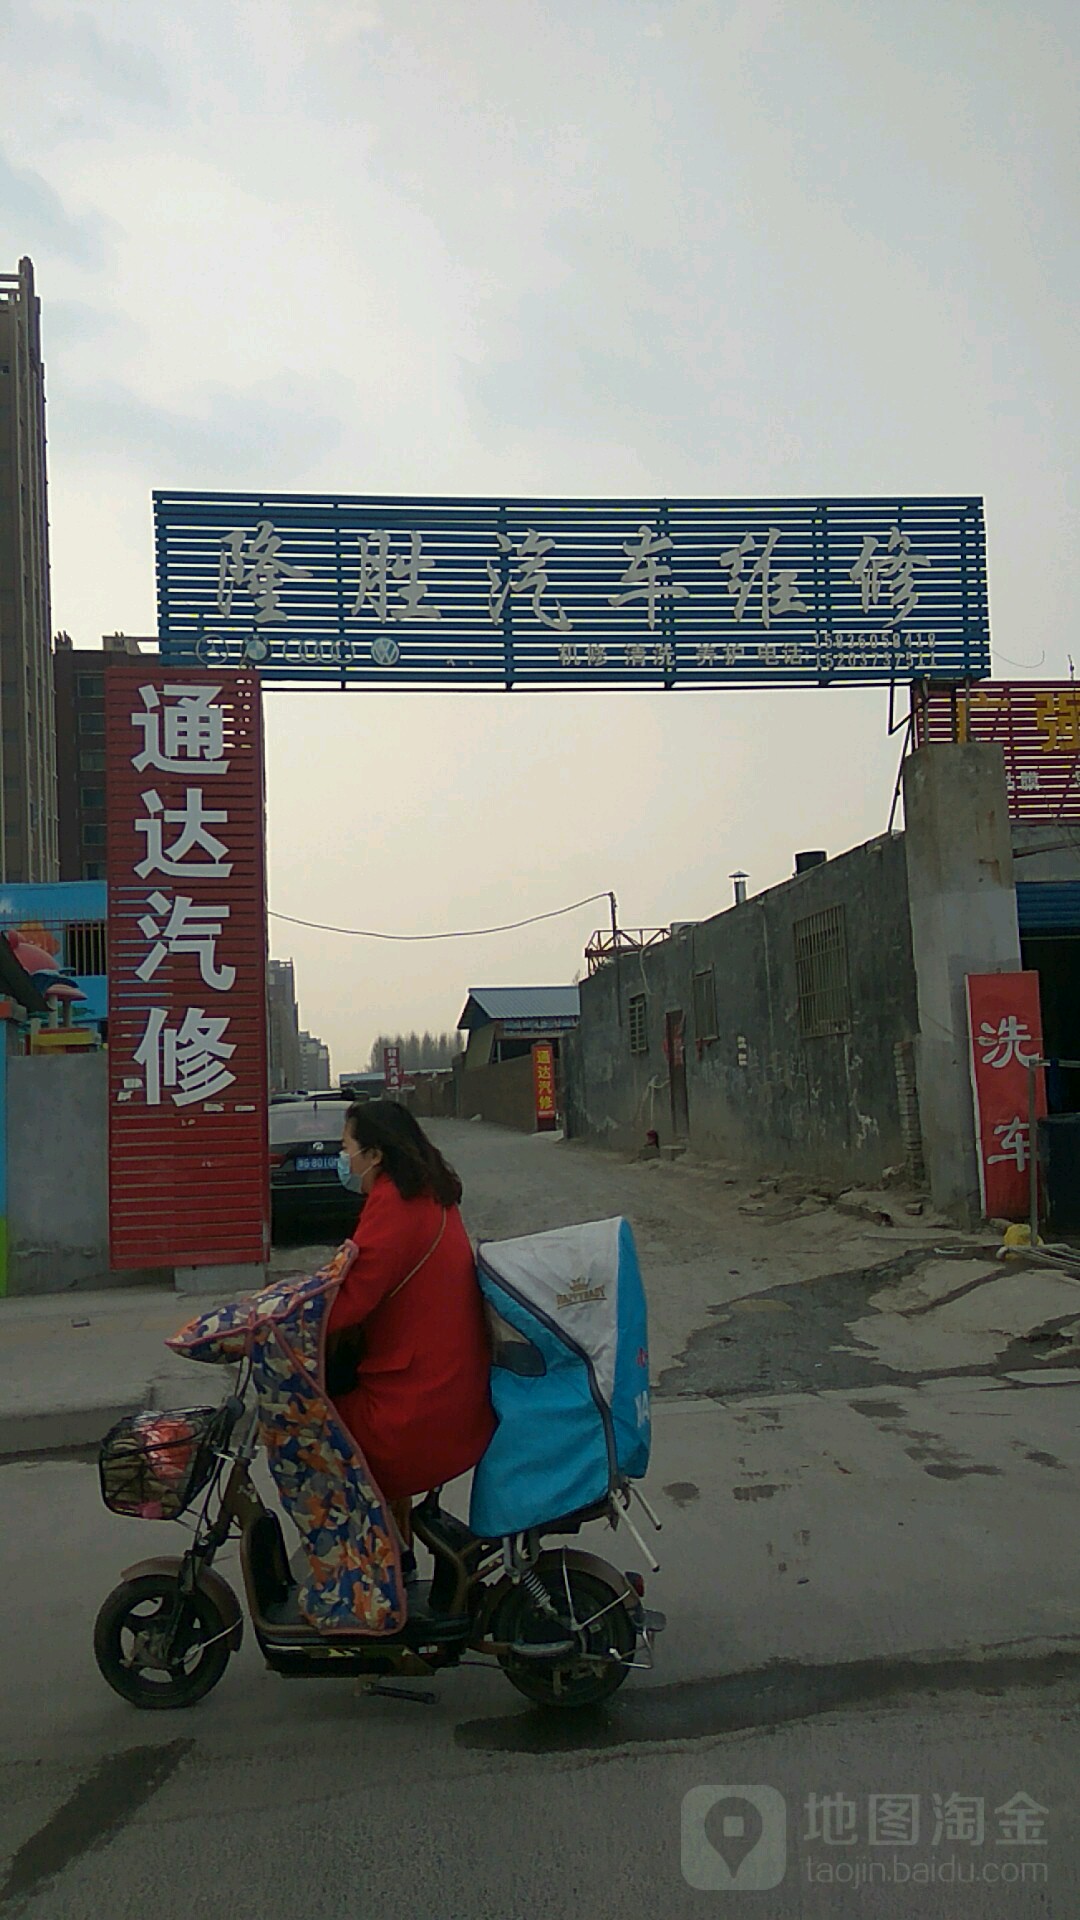 隆胜汽车维修
机修 清洗 养护 电话:
通达汽修
广强
通达汽修
洗车
地图淘金
taojin.baidu.com